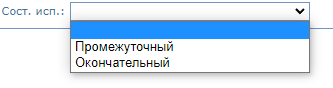 Сост. исп.:
Промежуточный
Окончательный